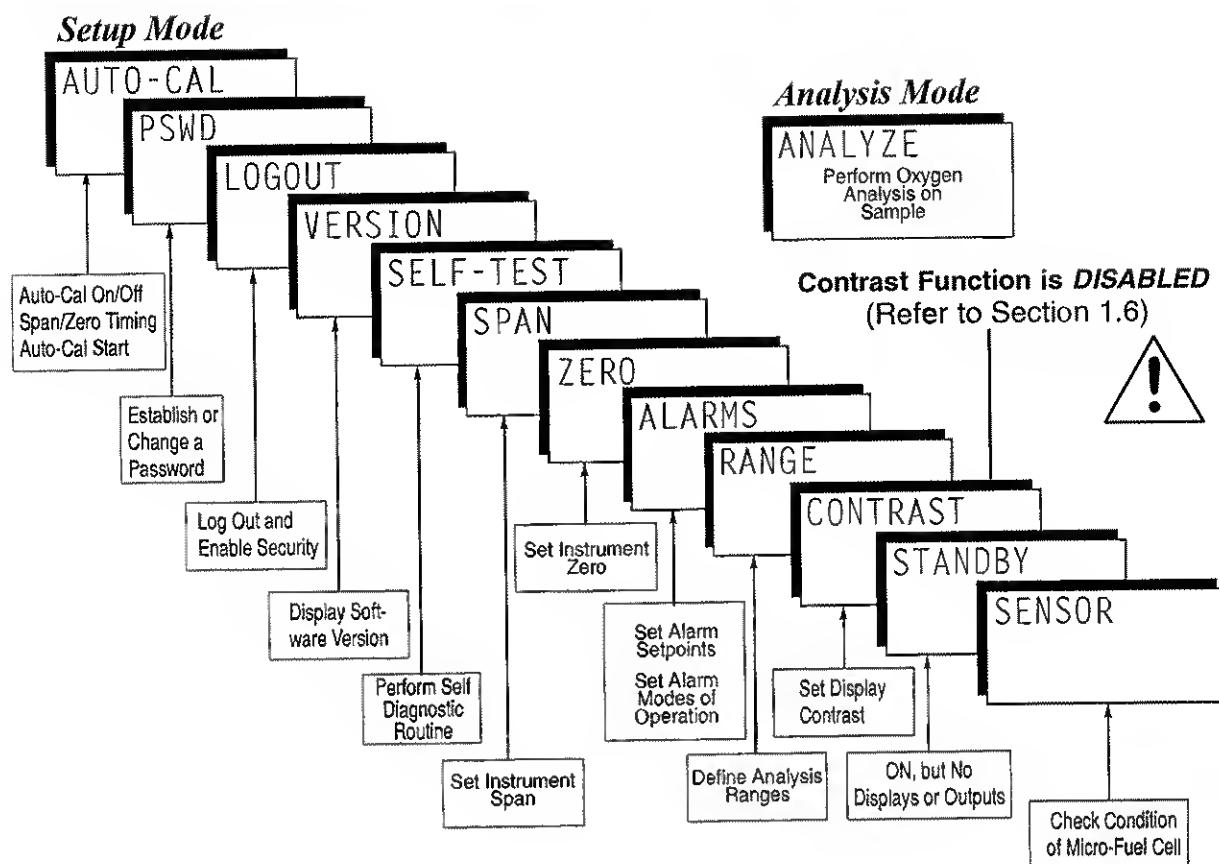 Setup Mode
AUTO-CAL
PSWD
LOGOUT
VERSION
SELF-TEST
SPAN
ZERO
ALARMS
RANGE
CONTRAST
STANDBY
SENSOR
Analysis Mode
ANALYZE
Perform Oxygen
Analysis on
Sample
Contrast Function is DISABLED
(Refer to Section 1.6)
!
Auto-Cal On/Off
Span/Zero Timing
Auto-Cal Start
Establish or
Change a
Password
Log Out and
Enable Security
Display Soft-
ware Version
Perform Self
Diagnostic
Routine
Set Instrument
Span
Set Instrument
Zero
Set Alarm
Setpoints
Set Alarm
Modes of
Operation
Define Analysis
Ranges
Set Display
Contrast
ON, but No
Displays or Outputs
Check Condition
of Micro-Fuel Cell